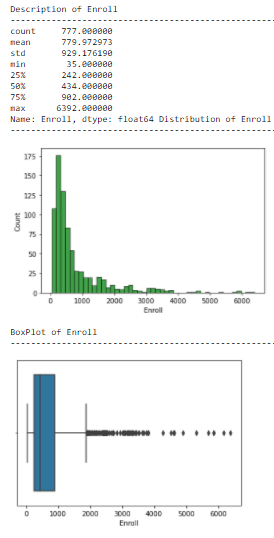 Description of Enroll
----------------------------------------------------------------
count 777.000000
mean 779.972973
std 929.176190
min 35.000000
25% 242.000000
50% 434.000000
75% 902.000000
max 6392.000000
Name: Enroll, dtype: float64 Distribution of Enroll
----------------------------------------------------------------
175
150
125
100
75
50
25
0
Count
0 1000 2000 3000 4000 5000 6000
Enroll
BoxPlot of Enroll
----------------------------------------------------------------
0 1000 2000 3000 4000 5000 6000
Enroll